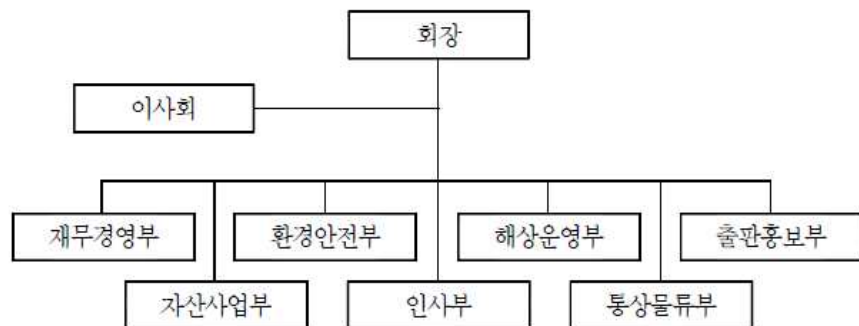 회장
이사회
재무경영부
환경안전부
해상운영부
출판홍보부
자산사업부
인사부
통상물류부